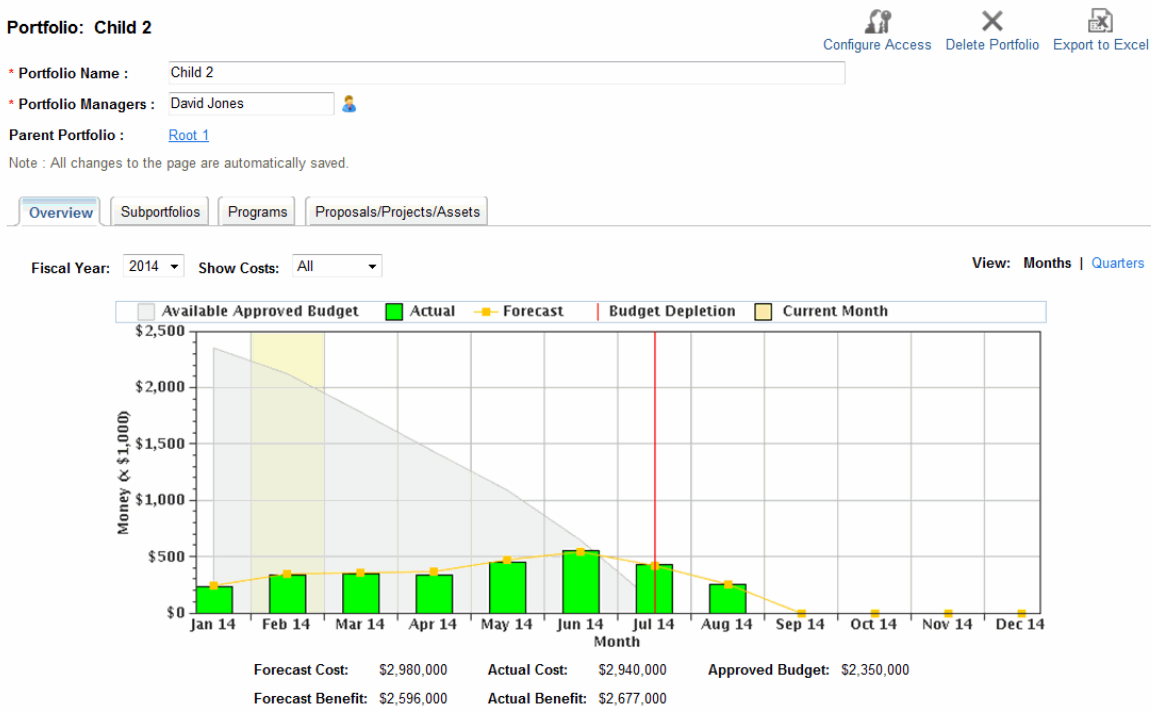 Portfolio: Child 2
Configure Access Delete Portfolio Export to Excel
* Portfolio Name : Child 2
* Portfolio Managers : David Jones
Parent Portfolio : Root 1
Note : All changes to the page are automatically saved.
Overview Subportfolios Programs Proposals/Projects/Assets
Fiscal Year: 2014 Show Costs: All View: Months | Quarters
Available Approved Budget Actual Forecast Budget Depletion Current Month
Money (x $1,000)
$2,500
$2,000
$1,500
$1,000
$500
$0
Jan 14 Feb 14 Mar 14 Apr 14 May 14 Jun 14 Jul 14 Aug 14 Sep 14 Oct 14 Nov 14 Dec 14
Month
Forecast Cost: $2,980,000 Actual Cost: $2,940,000 Approved Budget: $2,350,000
Forecast Benefit: $2,596,000 Actual Benefit: $2,677,000